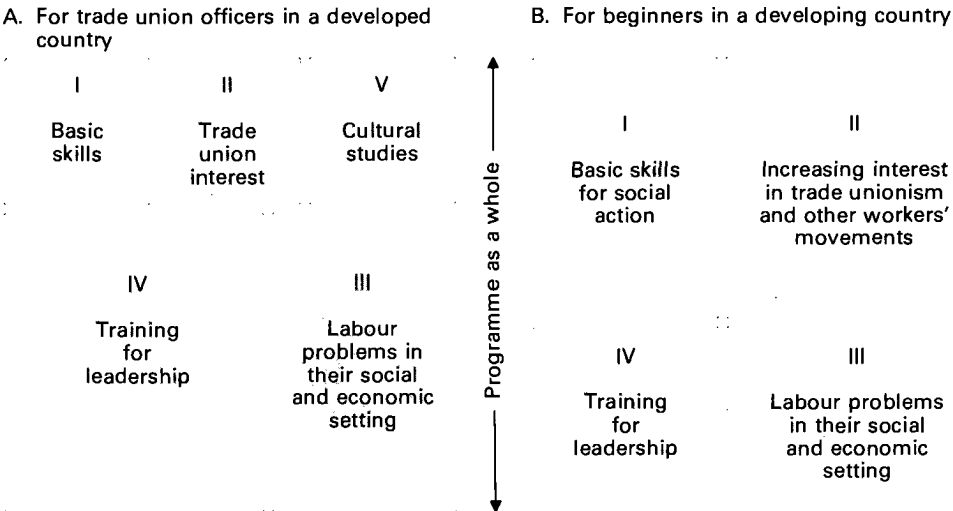 A. For trade union officers in a developed
country
I
Basic
skills
II
Trade
union
interest
V
Cultural
studies
IV
Training
for
leadership
III
Labour
problems in
their social
and economic
setting
Programme as a whole
B. For beginners in a developing country
I
Basic skills
for social
action
II
Increasing interest
in trade unionism
and other workers'
movements
IV
Training
for
leadership
III
Labour problems
in their social
and economic
setting